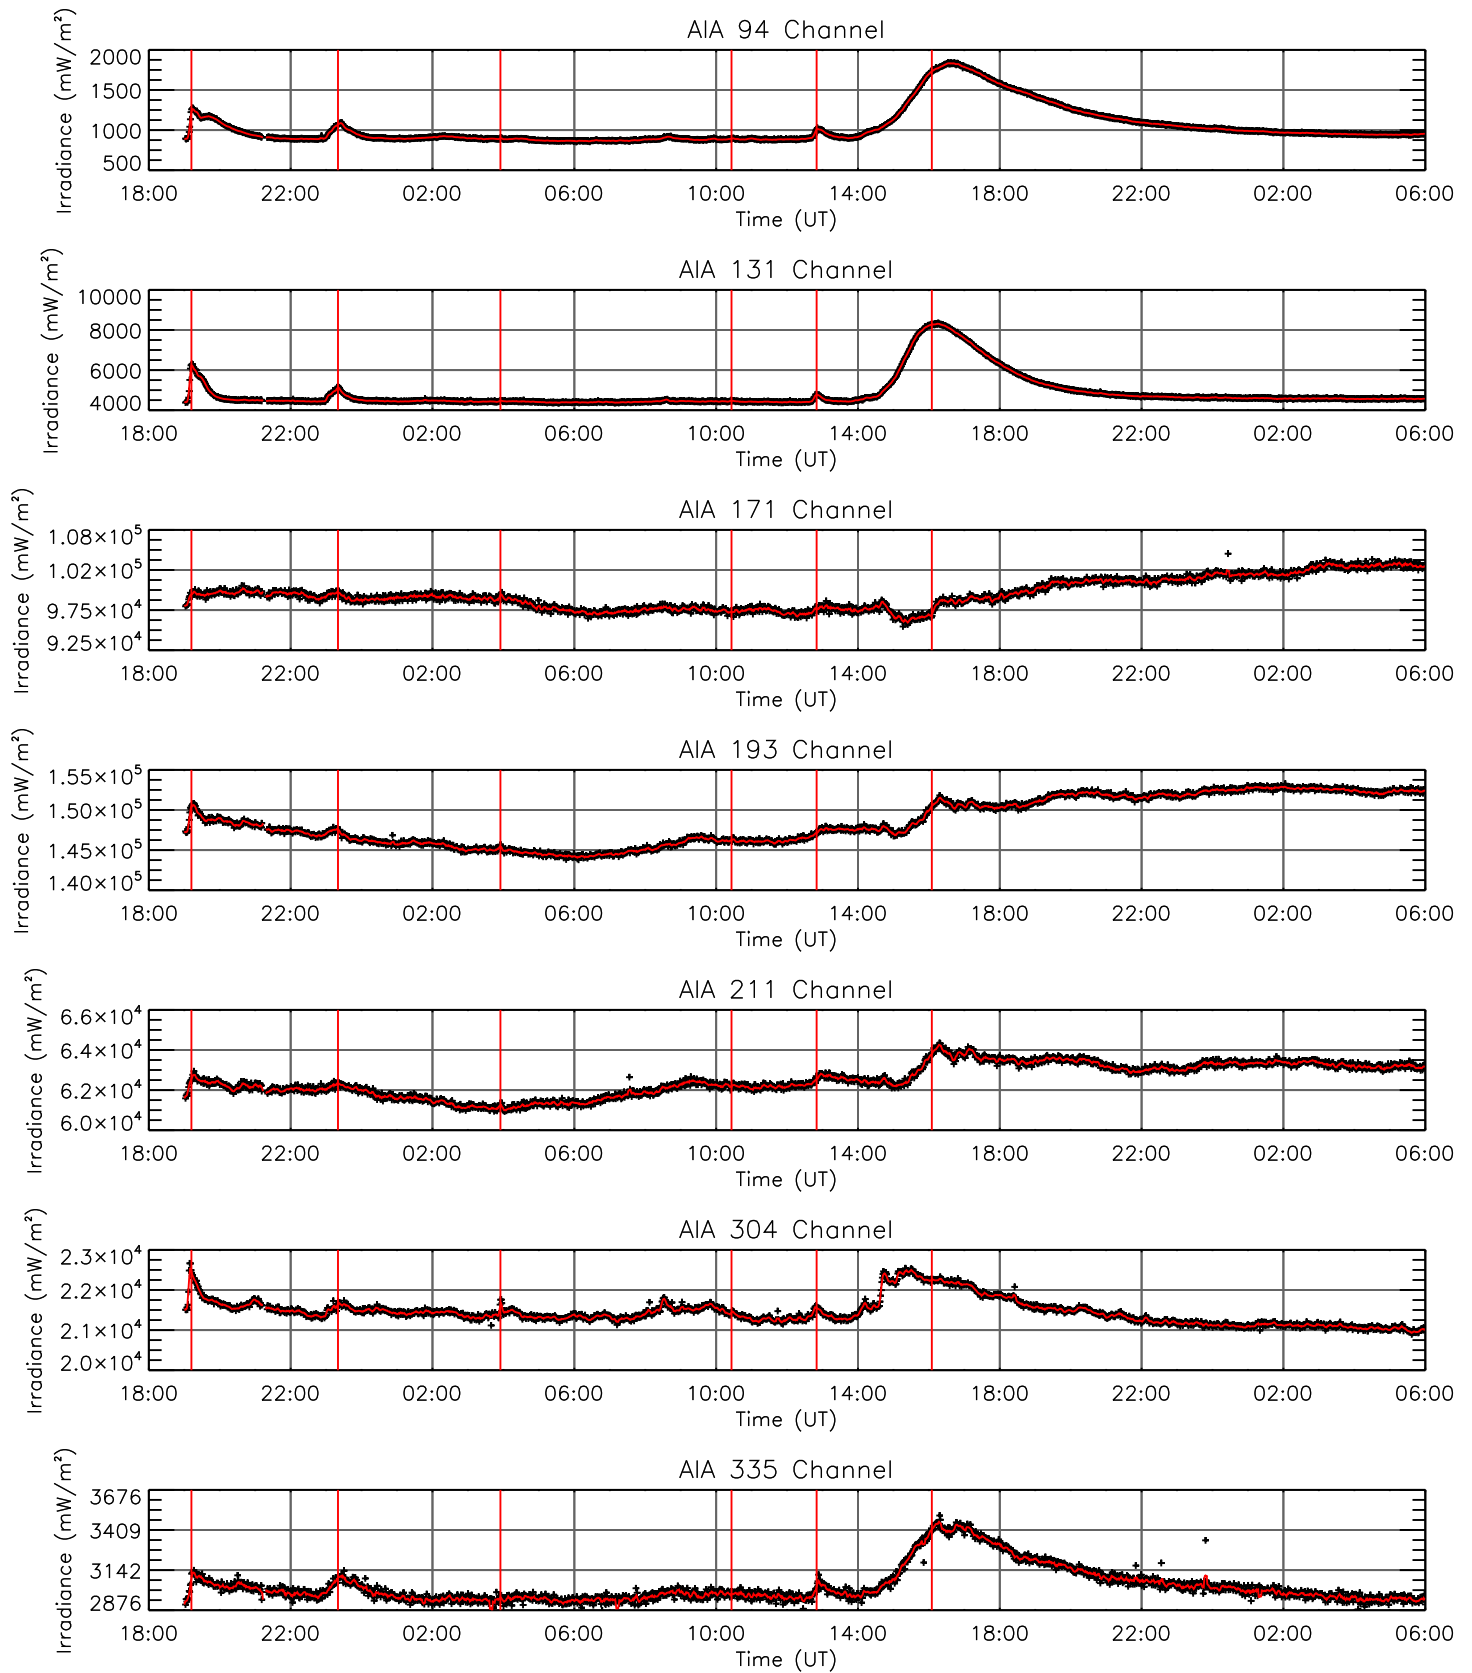 AIA 94 Channel
Irradiance (mW/m²)
2000
1500
1000
500
18:00 22:00 02:00 06:00 10:00 14:00 18:00 22:00 02:00 06:00
Time (UT)
AIA 131 Channel
Irradiance (mW/m²)
10000
8000
6000
4000
18:00 22:00 02:00 06:00 10:00 14:00 18:00 22:00 02:00 06:00
Time (UT)
AIA 171 Channel
Irradiance (mW/m²)
1.08×10⁵
1.02×10⁵
9.75×10⁴
9.25×10⁴
18:00 22:00 02:00 06:00 10:00 14:00 18:00 22:00 02:00 06:00
Time (UT)
AIA 193 Channel
Irradiance (mW/m²)
1.55×10⁵
1.50×10⁵
1.45×10⁵
1.40×10⁵
18:00 22:00 02:00 06:00 10:00 14:00 18:00 22:00 02:00 06:00
Time (UT)
AIA 211 Channel
Irradiance (mW/m²)
6.6×10⁴
6.4×10⁴
6.2×10⁴
6.0×10⁴
18:00 22:00 02:00 06:00 10:00 14:00 18:00 22:00 02:00 06:00
Time (UT)
AIA 304 Channel
Irradiance (mW/m²)
2.3×10⁴
2.2×10⁴
2.1×10⁴
2.0×10⁴
18:00 22:00 02:00 06:00 10:00 14:00 18:00 22:00 02:00 06:00
Time (UT)
AIA 335 Channel
Irradiance (mW/m²)
3676
3409
3142
2876
18:00 22:00 02:00 06:00 10:00 14:00 18:00 22:00 02:00 06:00
Time (UT)